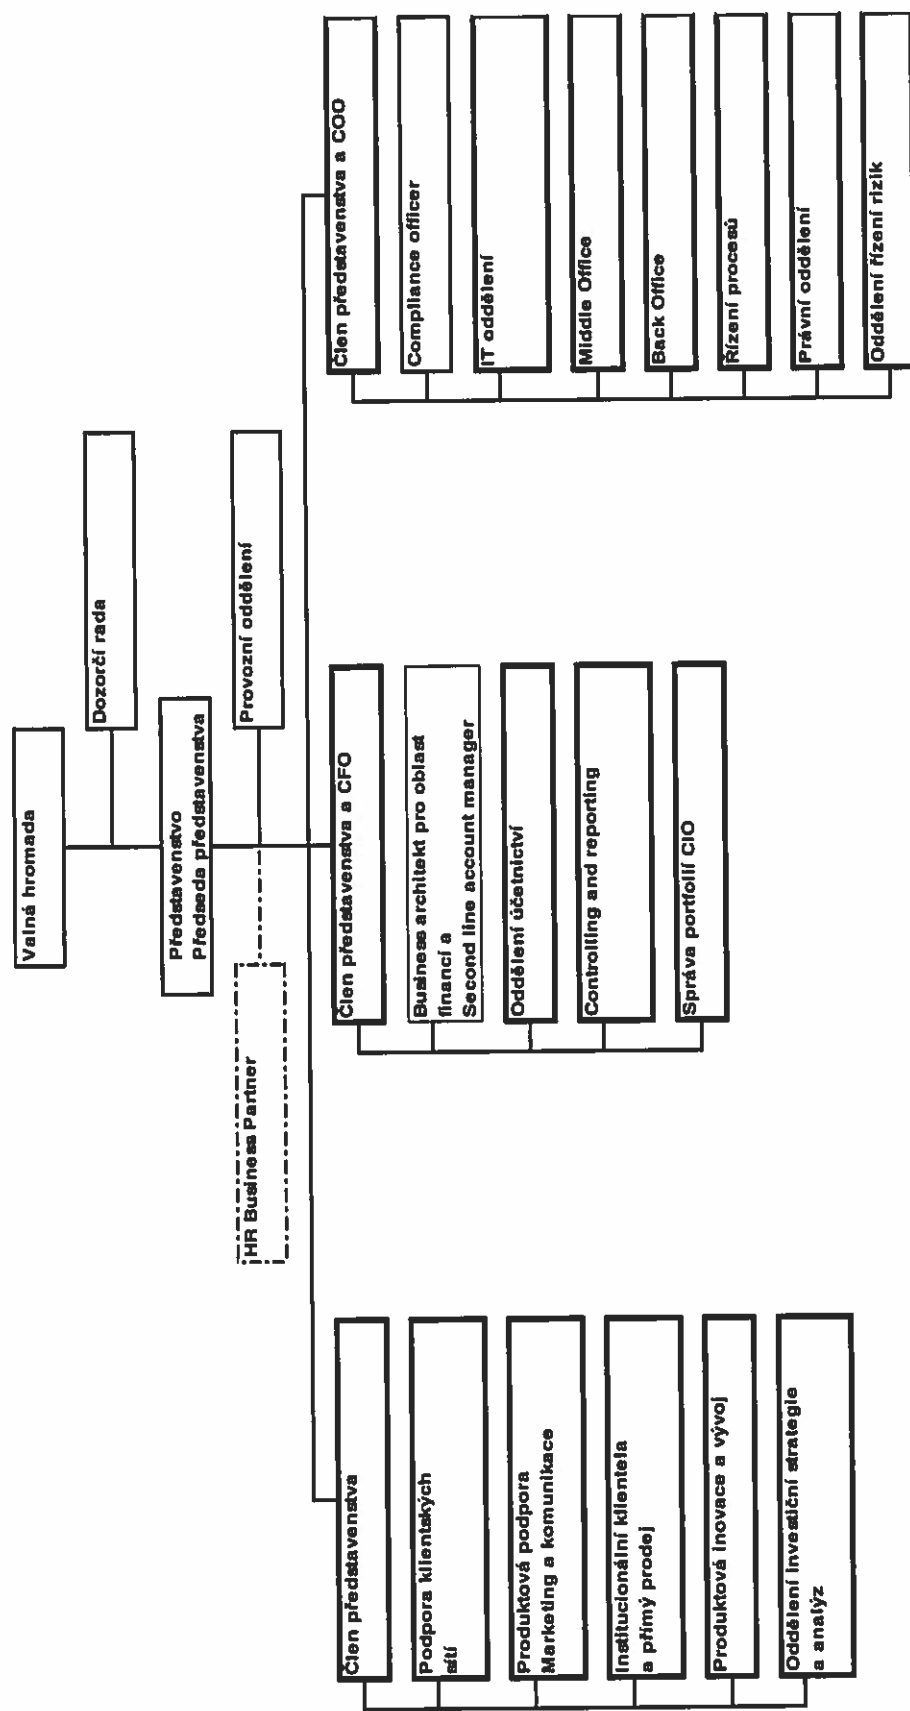 Valná hromada
Dozorčí rada
Představenstvo
Předseda představenstva
HR Business Partner
Provozní oddělení
Člen představenstva
Podpora klientských
sítí
Produktová podpora
Marketing a komunikace
Institucionální klientela
a přímý prodej
Produktová inovace a vývoj
Oddělení investiční strategie
a analýz
Člen představenstva a CFO
Business architekt pro oblast
financí a
Second line account manager
Oddělení účetnictví
Controlling and reporting
Správa portfolií CIO
Člen představenstva a COO
Compliance officer
IT oddělení
Middle Office
Back Office
Řízení procesů
Právní oddělení
Oddělení řízení rizik